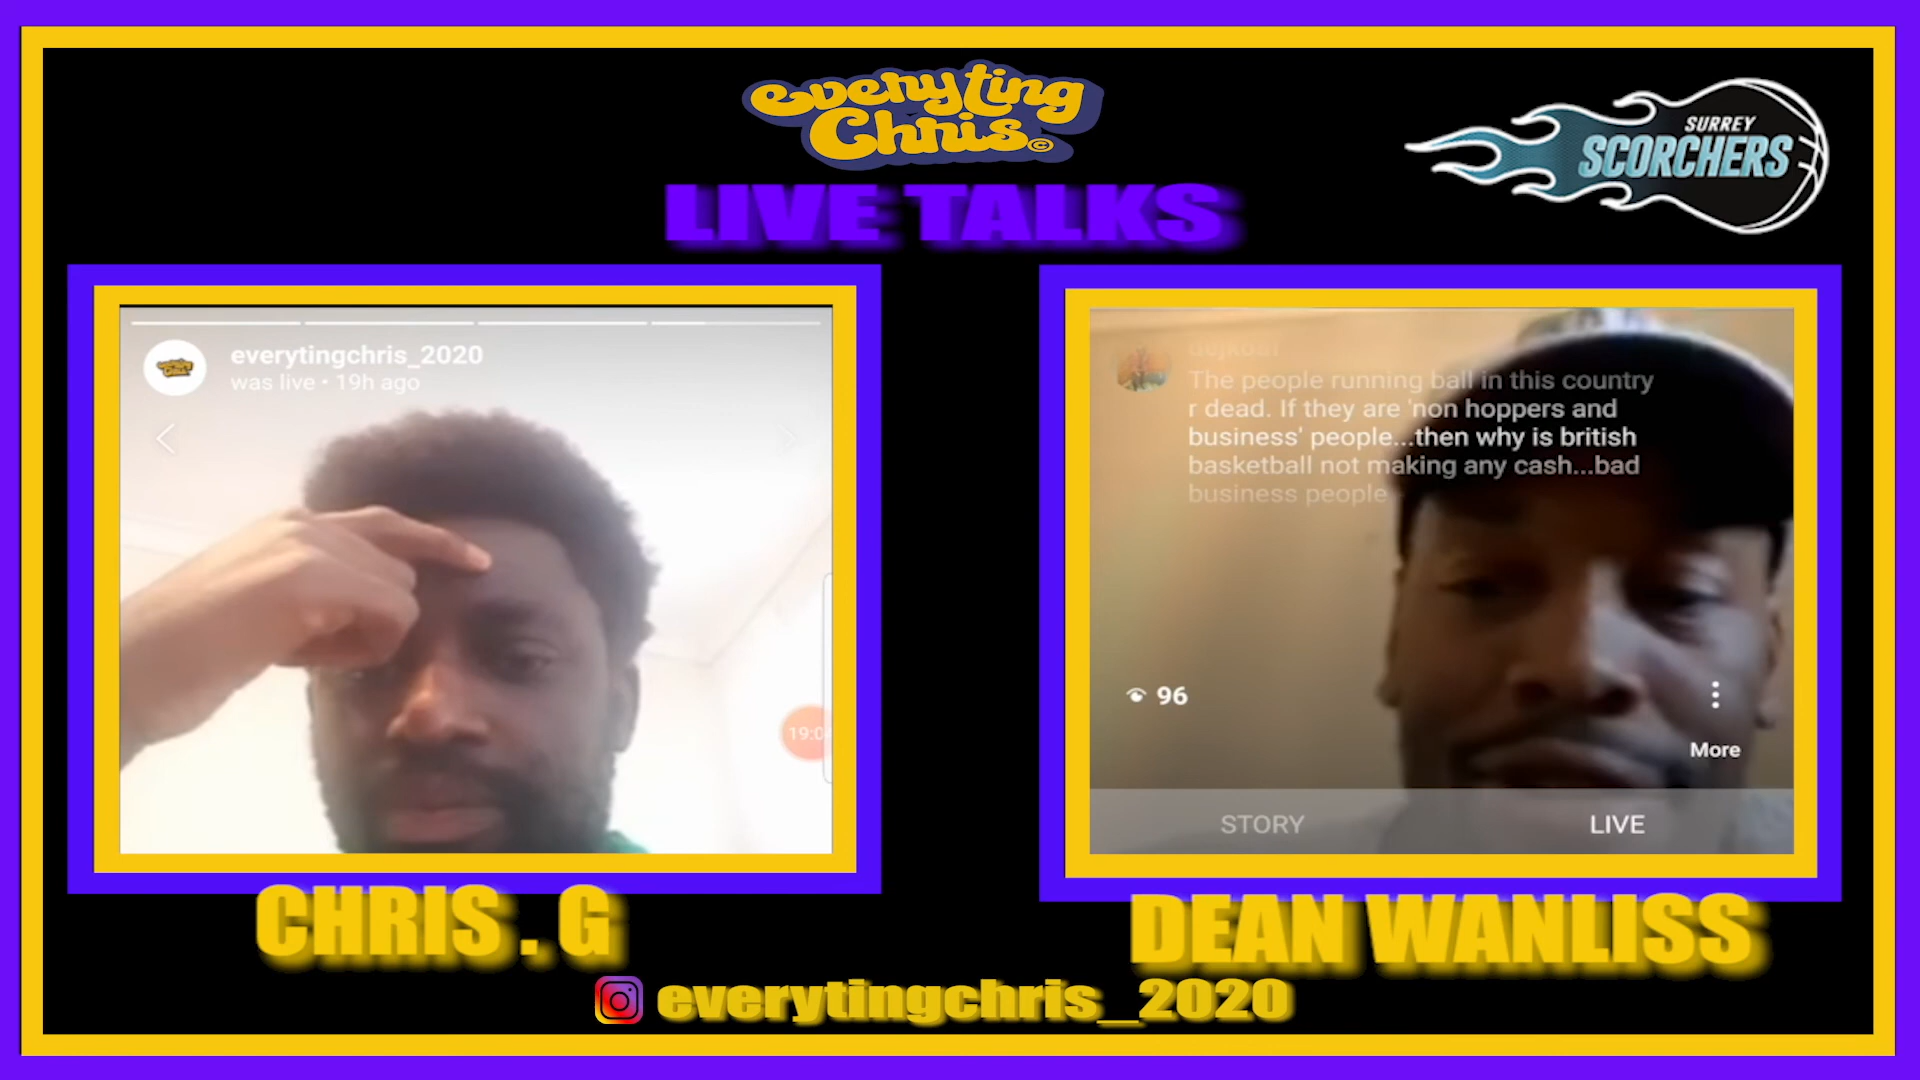 everyting
Chris
©
SURREY
SCORCHERS
LIVE TALKS
everytingchris_2020
was live • 19h ago
The people running ball in this country
r dead. If they are 'non hoppers and
business' people...then why is british
basketball not making any cash...bad
business people
96
More
STORY
LIVE
CHRIS . G
DEAN WANLISS
everytingchris_2020